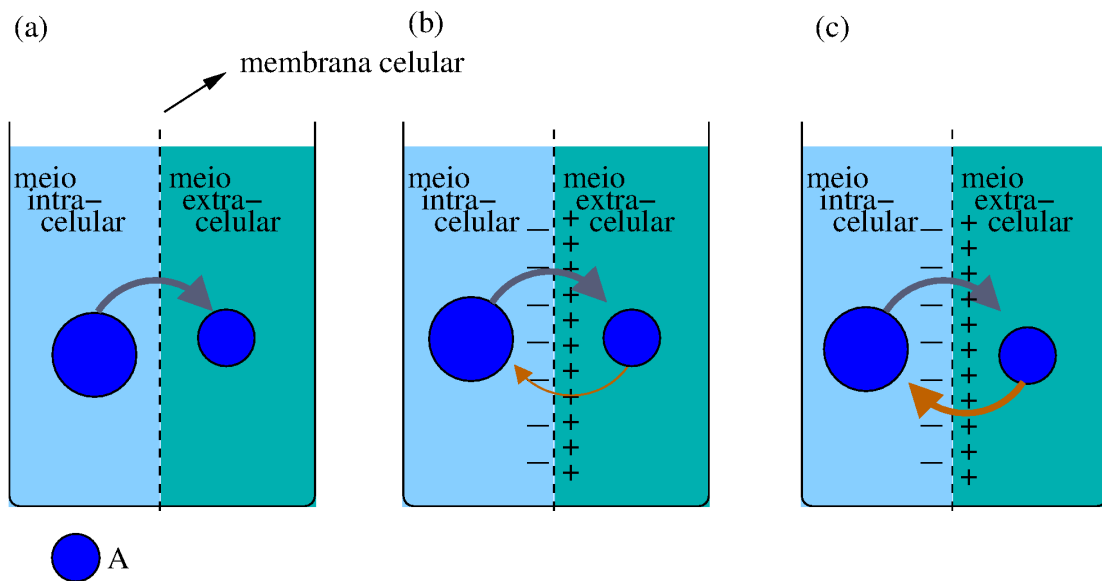 (a)
(b)
(c)
membrana celular
meio
intra–
celular
meio
extra–
celular
meio
intra–
celular
meio
extra–
celular
meio
intra–
celular
meio
extra–
celular
A